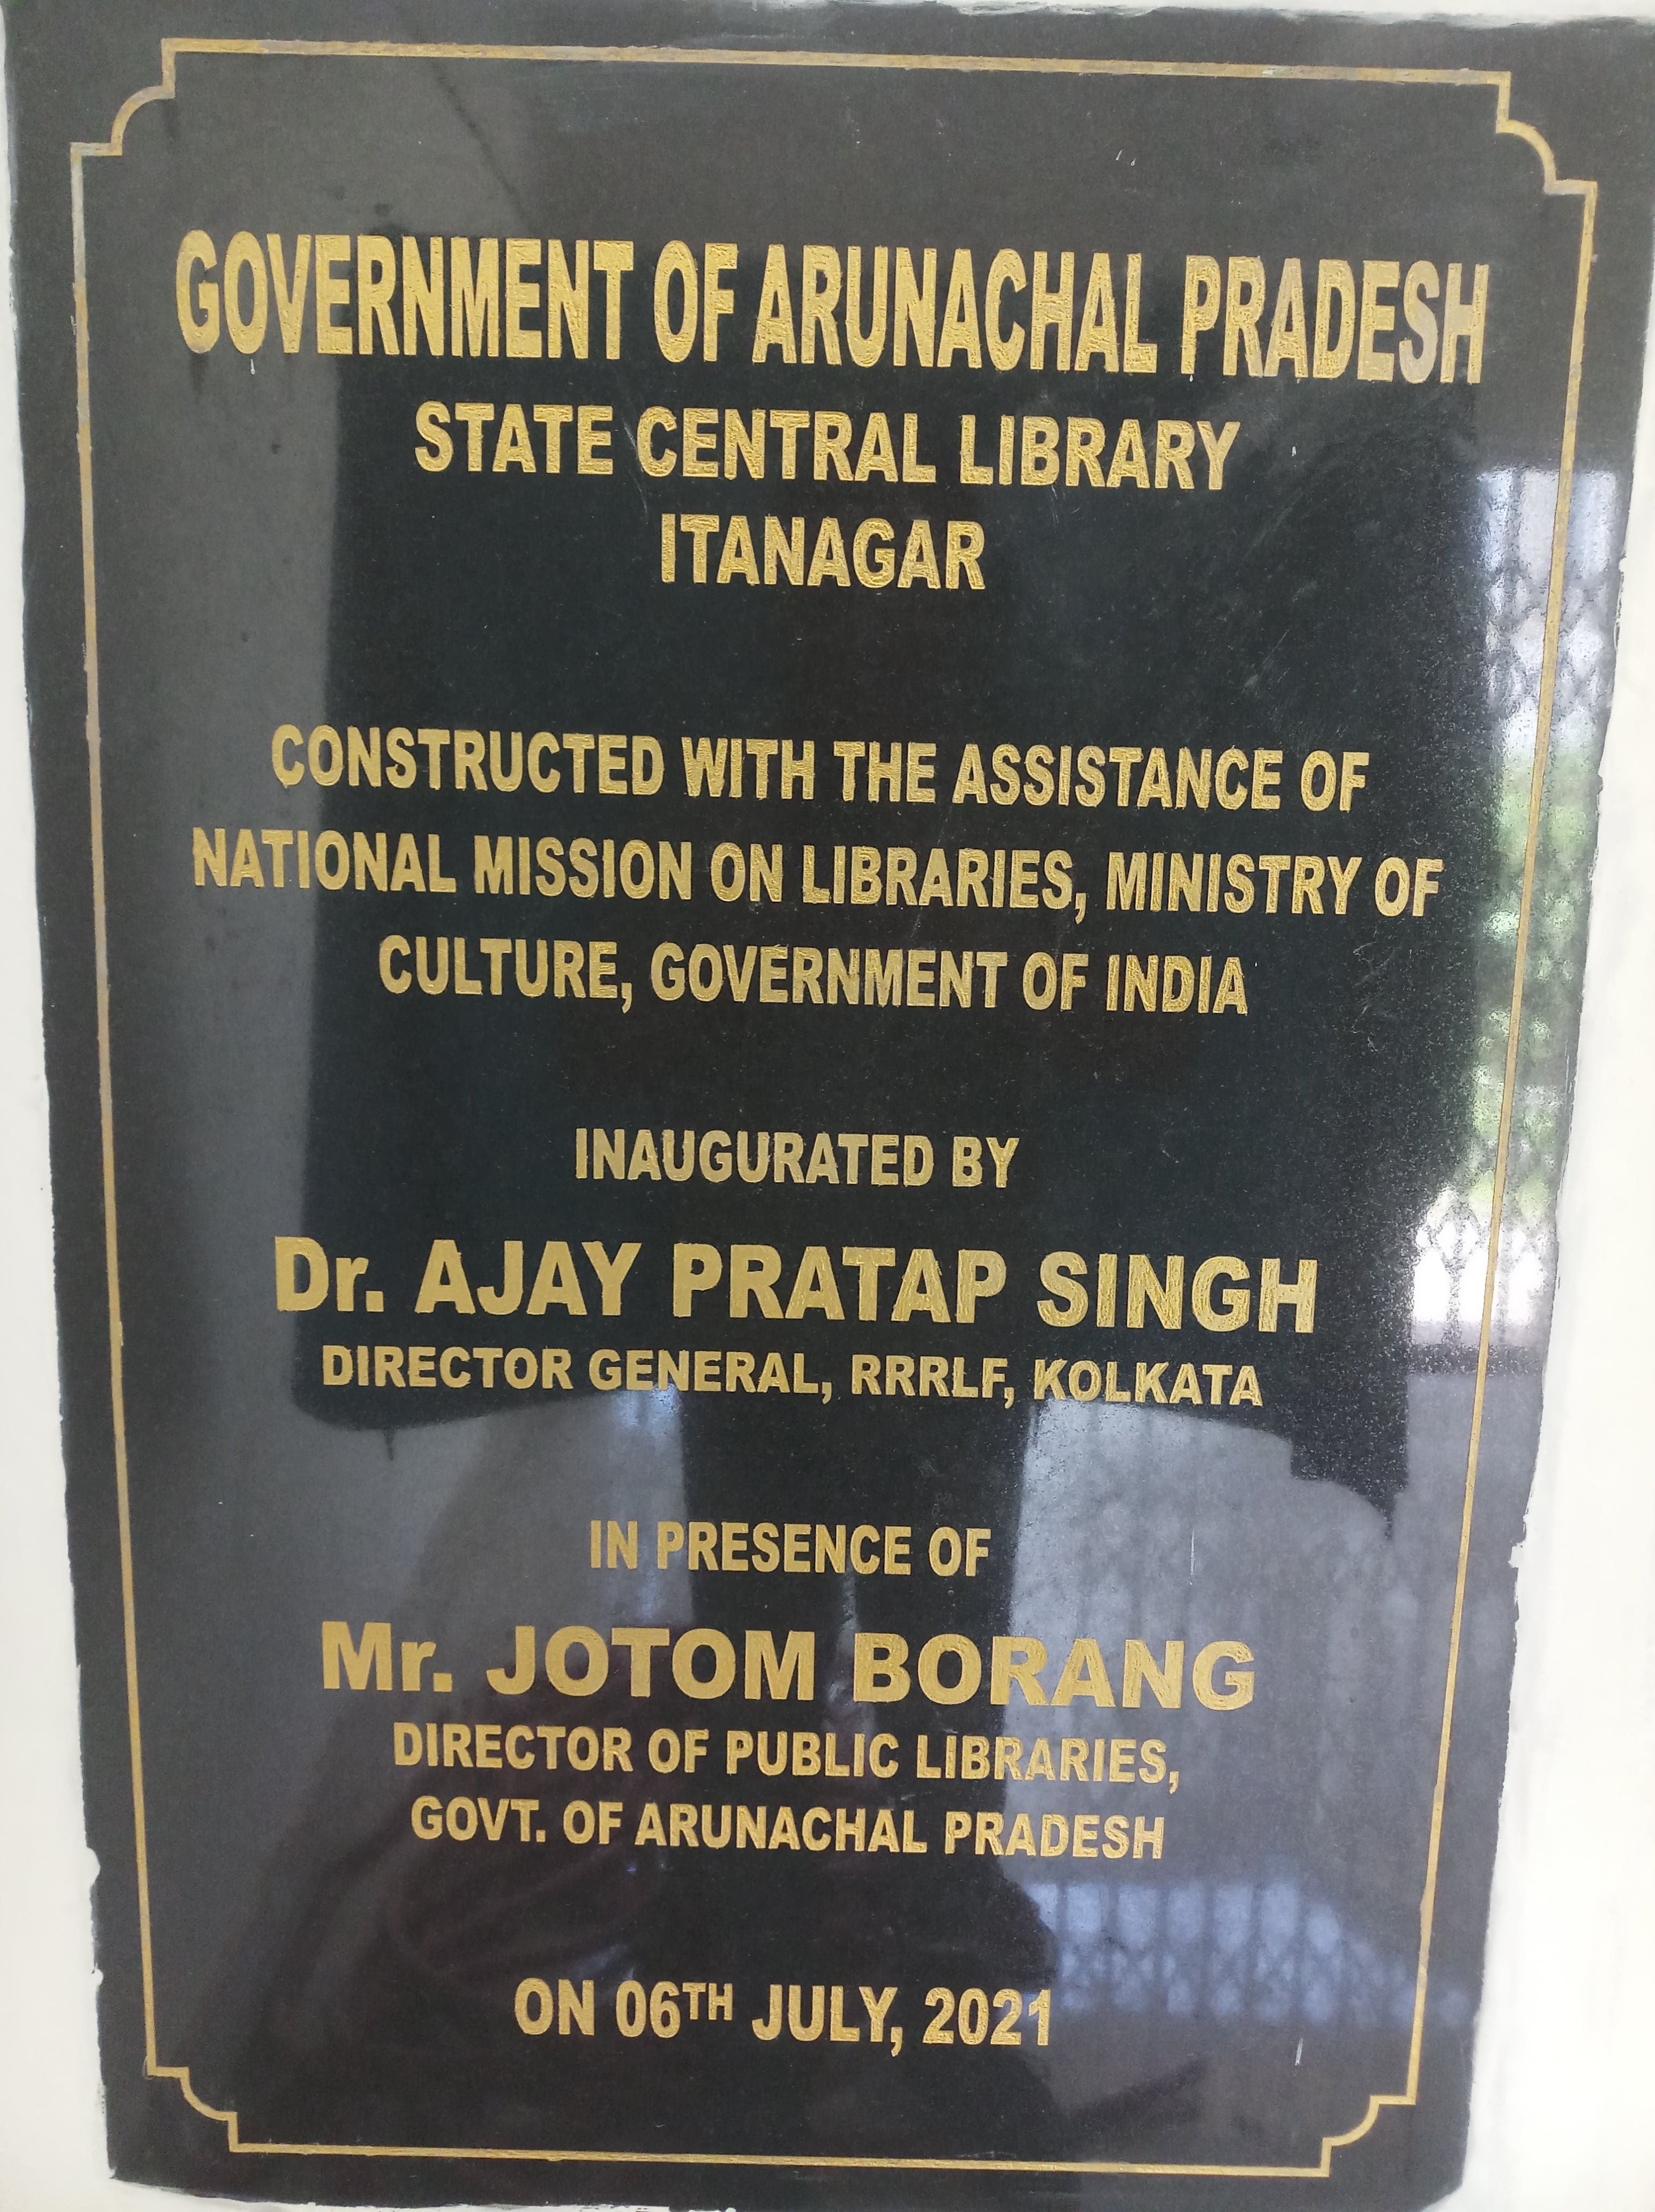 GOVERNMENT OF ARUNACHAL PRADESH
STATE CENTRAL LIBRARY
ITANAGAR
CONSTRUCTED WITH THE ASSISTANCE OF
NATIONAL MISSION ON LIBRARIES, MINISTRY OF
CULTURE, GOVERNMENT OF INDIA
INAUGURATED BY
Dr. AJAY PRATAP SINGH
DIRECTOR GENERAL, RRRLF, KOLKATA
IN PRESENCE OF
Mr. JOTOM BORANG
DIRECTOR OF PUBLIC LIBRARIES,
GOVT. OF ARUNACHAL PRADESH
ON 06TH JULY, 2021